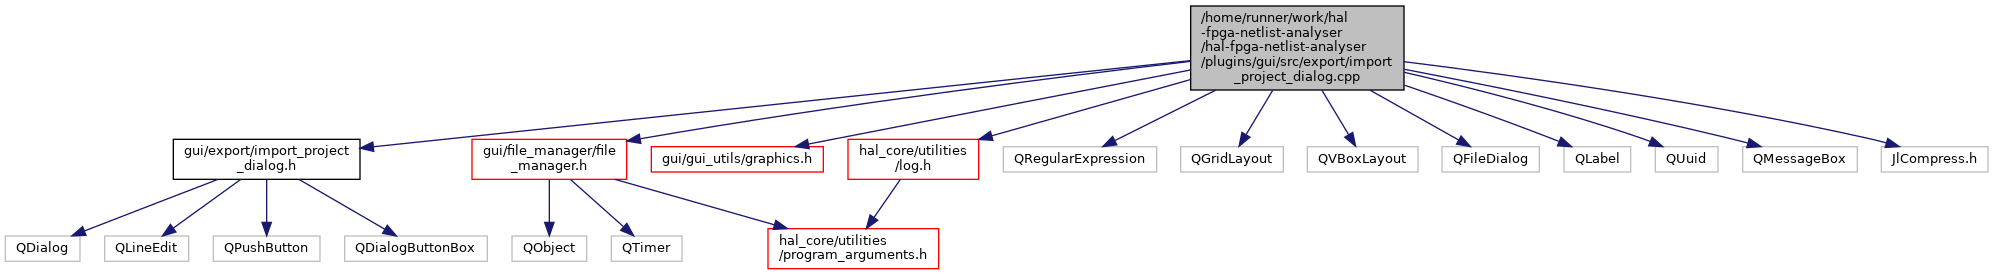 /home/runner/work/hal
-fpga-netlist-analyser
/hal-fpga-netlist-analyser
/plugins/gui/src/export/import
_project_dialog.cpp
gui/export/import_project
_dialog.h
gui/file_manager/file
_manager.h
gui/gui_utils/graphics.h
hal_core/utilities
/log.h
QRegularExpression
QGridLayout
QVBoxLayout
QFileDialog
QLabel
QUuid
QMessageBox
JlCompress.h
QDialog
QLineEdit
QPushButton
QDialogButtonBox
QObject
QTimer
hal_core/utilities
/program_arguments.h